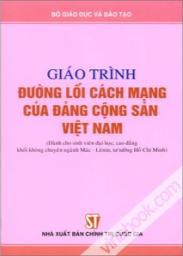 BỘ GIÁO DỤC VÀ ĐÀO TẠO
GIÁO TRÌNH
ĐƯỜNG LỐI CÁCH MẠNG
CỦA ĐẢNG CỘNG SẢN
VIỆT NAM
(Dành cho sinh viên đại học, cao đẳng
khối không chuyên ngành Mác - Lênin, tư tưởng Hồ Chí Minh)
ST
NHÀ XUẤT BẢN CHÍNH TRỊ QUỐC GIA